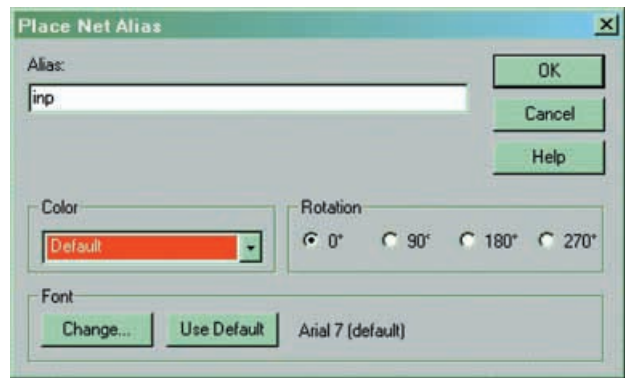 Place Net Alias
Alias:
inp
OK
Cancel
Help
Color
Default
Rotation
0° 90° 180° 270°
Font
Change... Use Default Arial 7 (default)